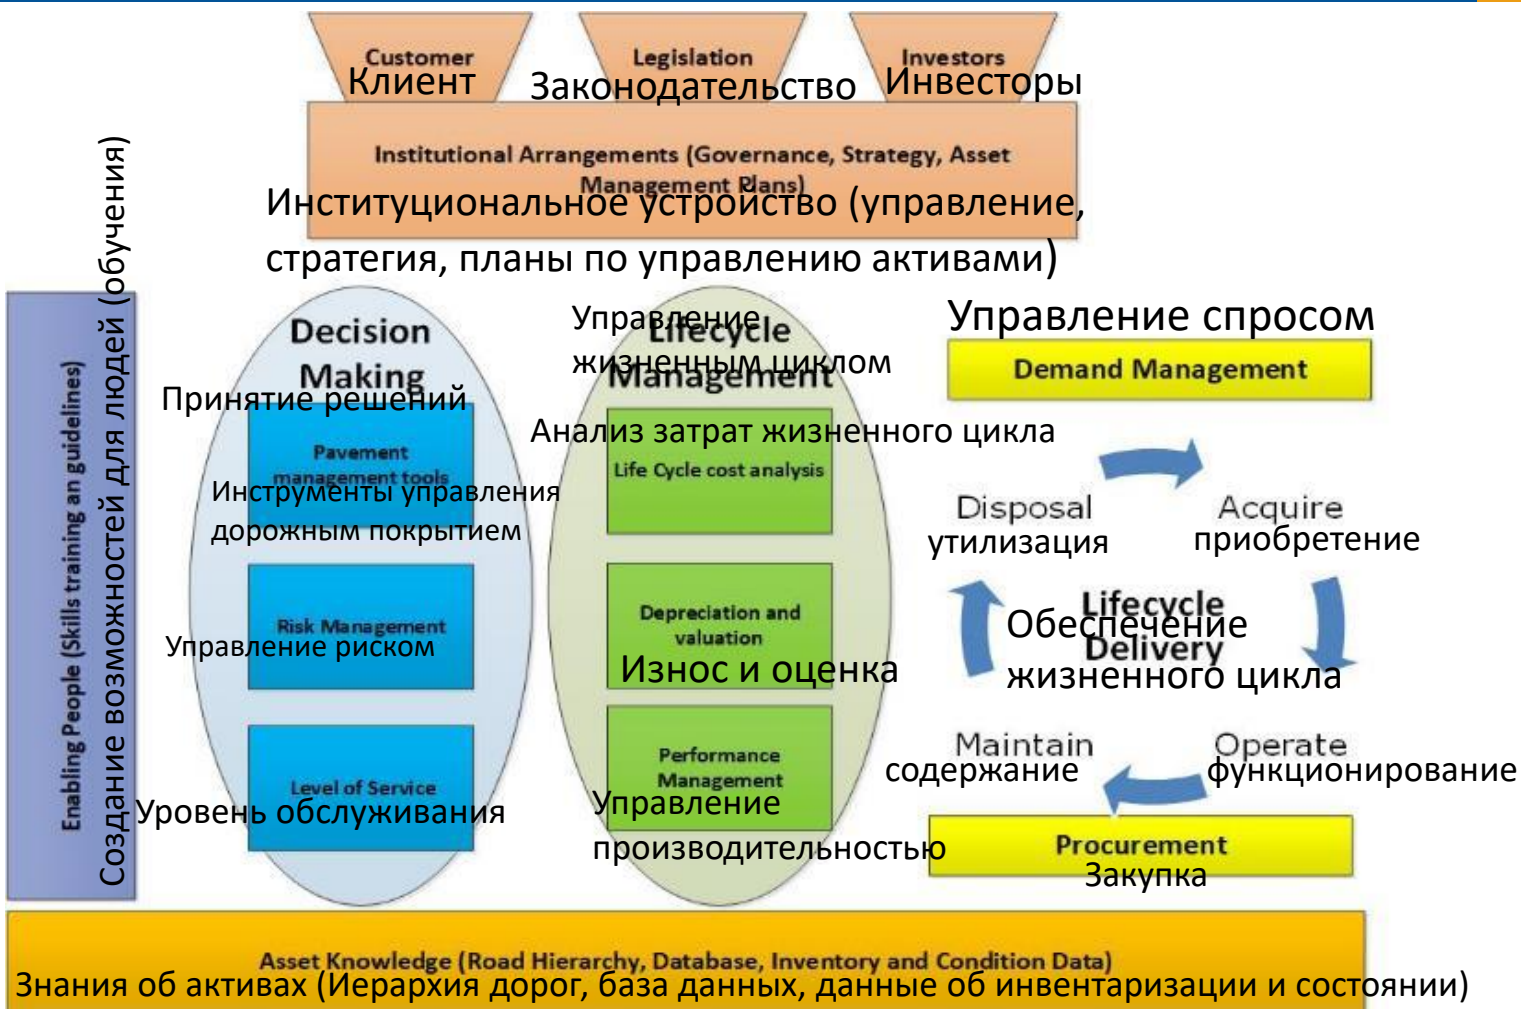 Customer
Клиент
Legislation
Законодательство
Investors
Инвесторы
Institutional Arrangements (Governance, Strategy, Asset
Management Plans)
Институциональное устройство (управление,
стратегия, планы по управлению активами)
Enabling People (Skills training an guidelines)
Создание возможностей для людей (обучения)
Decision
Making
Принятие решений
Pavement
management tools
Инструменты управления
дорожным покрытием
Risk Management
Управление риском
Level of Service
Уровень обслуживания
Lifecycle
Management
Управление
жизненным циклом
Анализ затрат жизненного цикла
Life Cycle cost analysis
Depreciation and
valuation
Износ и оценка
Performance
Management
Управление
производительностью
Управление спросом
Demand Management
Disposal
утилизация
Acquire
приобретение
Lifecycle
Delivery
Обеспечение
жизненного цикла
Maintain
содержание
Operate
функционирование
Procurement
Закупка
Asset Knowledge (Road Hierarchy, Database, Inventory and Condition Data)
Знания об активах (Иерархия дорог, база данных, данные об инвентаризации и состоянии)